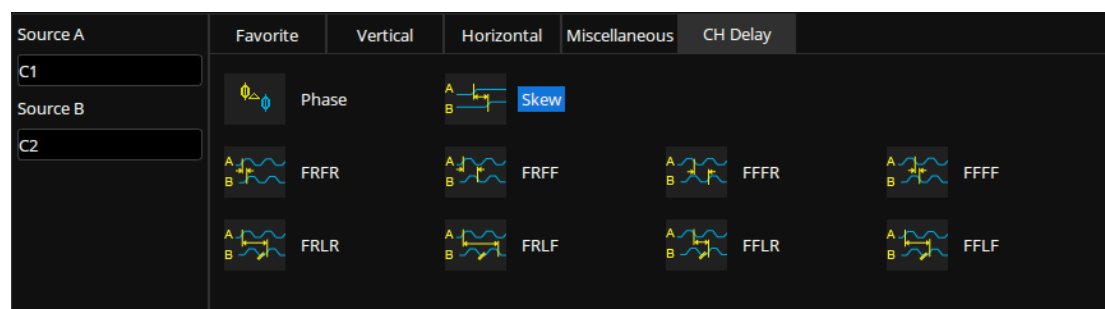 Source A
C1
Source B
C2
Favorite Vertical Horizontal Miscellaneous CH Delay
Φ Φ Phase A B Skew
A B FRFR A B FRFF A B FFFR A B FFFF
A B FRLR A B FRLF A B FFLR A B FFLF